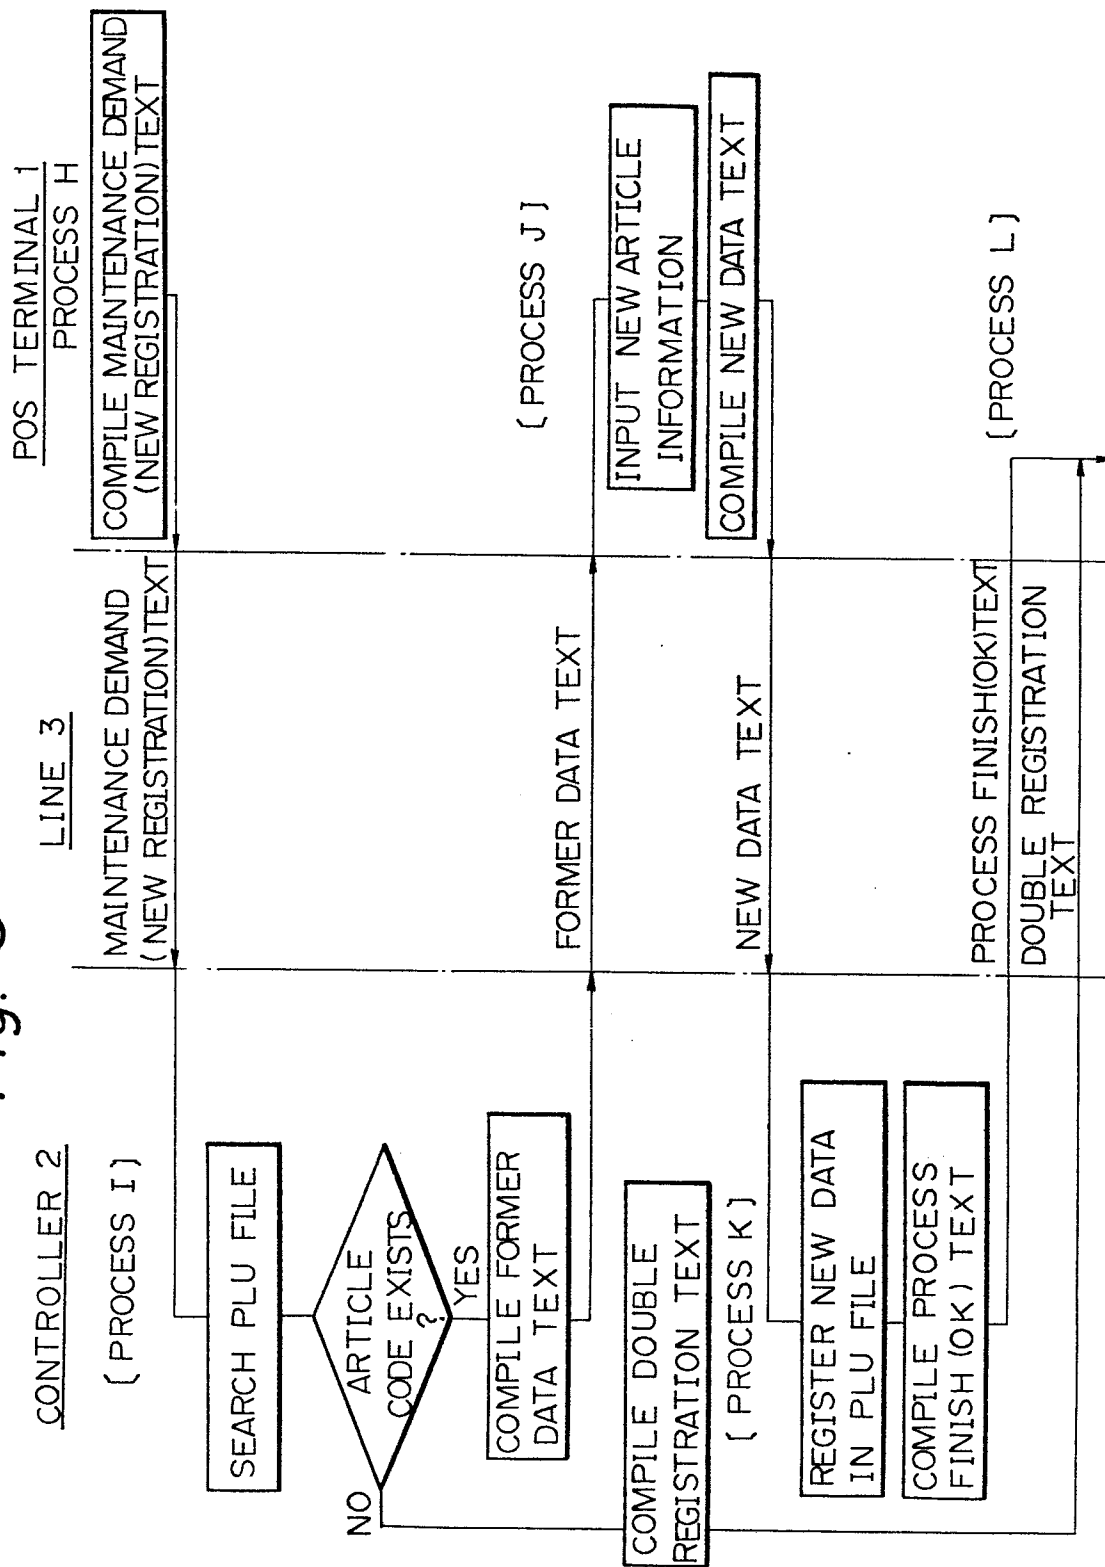 Fig.
CONTROLLER 2
LINE 3
POS TERMINAL 1
PROCESS H
[PROCESS I]
MAINTENANCE DEMAND
(NEW REGISTRATION)TEXT
COMPILE MAINTENANCE DEMAND
(NEW REGISTRATION) TEXT
SEARCH PLU FILE
ARTICLE
CODE EXISTS
?
NO
YES
COMPILE FORMER
DATA TEXT
FORMER DATA TEXT
[PROCESS J]
INPUT NEW ARTICLE
INFORMATION
COMPILE NEW DATA TEXT
COMPILE DOUBLE
REGISTRATION TEXT
[PROCESS K]
NEW DATA TEXT
REGISTER NEW DATA
IN PLU FILE
COMPILE PROCESS
FINISH (OK) TEXT
PROCESS FINISH(OK)TEXT
[PROCESS L]
DOUBLE REGISTRATION
TEXT